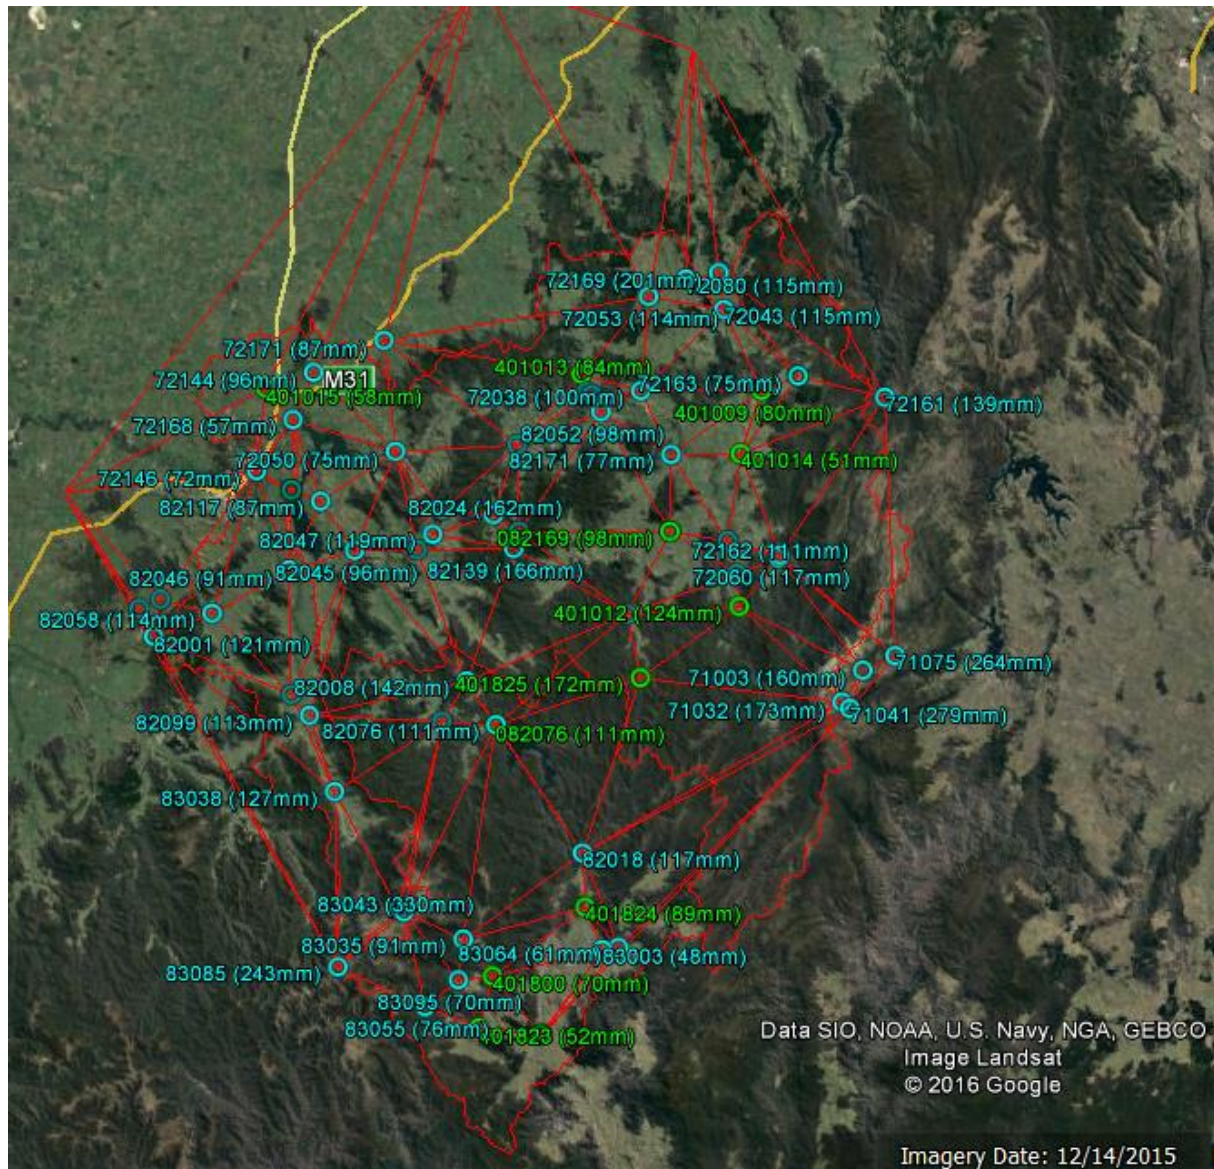 72169 (201mm)
72080 (115mm)
72053 (114mm)
72043 (115mm)
72171 (87mm)
401013 (84mm)
72144 (96mm)
M31
72163 (75mm)
401015 (58mm)
72038 (100mm)
72161 (139mm)
401009 (80mm)
72168 (57mm)
82052 (98mm)
72050 (75mm)
82171 (77mm)
401014 (51mm)
72146 (72mm)
82117 (87mm)
82024 (162mm)
082169 (98mm)
82047 (119mm)
72162 (111mm)
82046 (91mm)
82045 (96mm)
82139 (166mm)
72060 (117mm)
82058 (114mm)
401012 (124mm)
82001 (121mm)
71075 (264mm)
82008 (142mm)
401825 (172mm)
71003 (160mm)
82099 (113mm)
71032 (173mm)
71041 (279mm)
82076 (111mm)
082076 (111mm)
83038 (127mm)
82018 (117mm)
83043 (330mm)
401824 (89mm)
83035 (91mm)
83064 (61mm)
83003 (48mm)
83085 (243mm)
401800 (70mm)
83095 (70mm)
83055 (76mm)
401823 (52mm)
Data SIO, NOAA, U.S. Navy, NGA, GEBCO
Image Landsat
© 2016 Google
Imagery Date: 12/14/2015